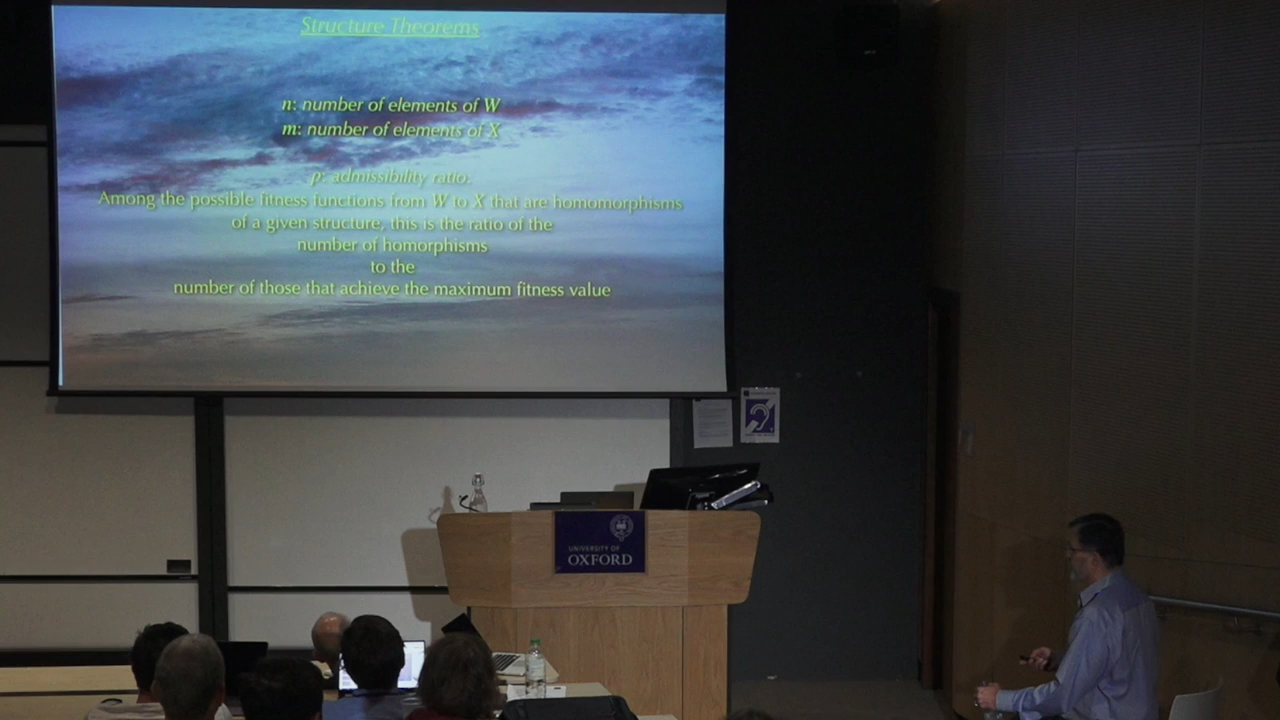 Structure Theorems
n: number of elements of W
m: number of elements of X
ρ: admissibility ratio:
Among the possible fitness functions from W to X that are homomorphisms
of a given structure, this is the ratio of the
number of homorphisms
to the
number of those that achieve the maximum fitness value
UNIVERSITY OF
OXFORD